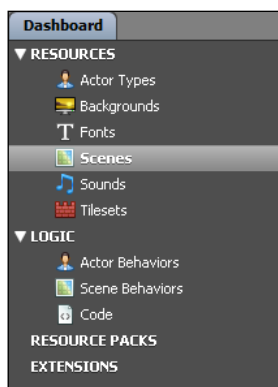 Dashboard
RESOURCES
Actor Types
Backgrounds
Fonts
Scenes
Sounds
Tilesets
LOGIC
Actor Behaviors
Scene Behaviors
Code
RESOURCE PACKS
EXTENSIONS